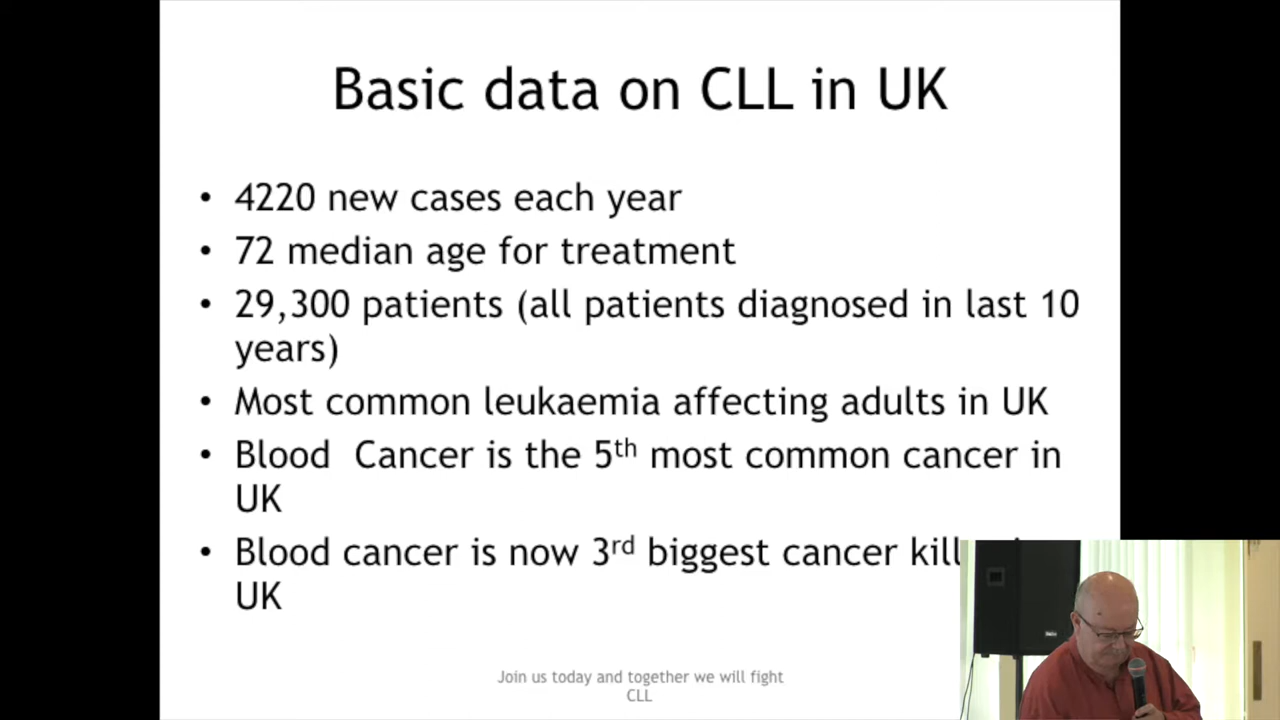 Basic data on CLL in UK
• 4220 new cases each year
• 72 median age for treatment
• 29,300 patients (all patients diagnosed in last 10
years)
• Most common leukaemia affecting adults in UK
• Blood Cancer is the 5th most common cancer in
UK
• Blood cancer is now 3rd biggest cancer
UK
Join us today and together we will fight
CLL